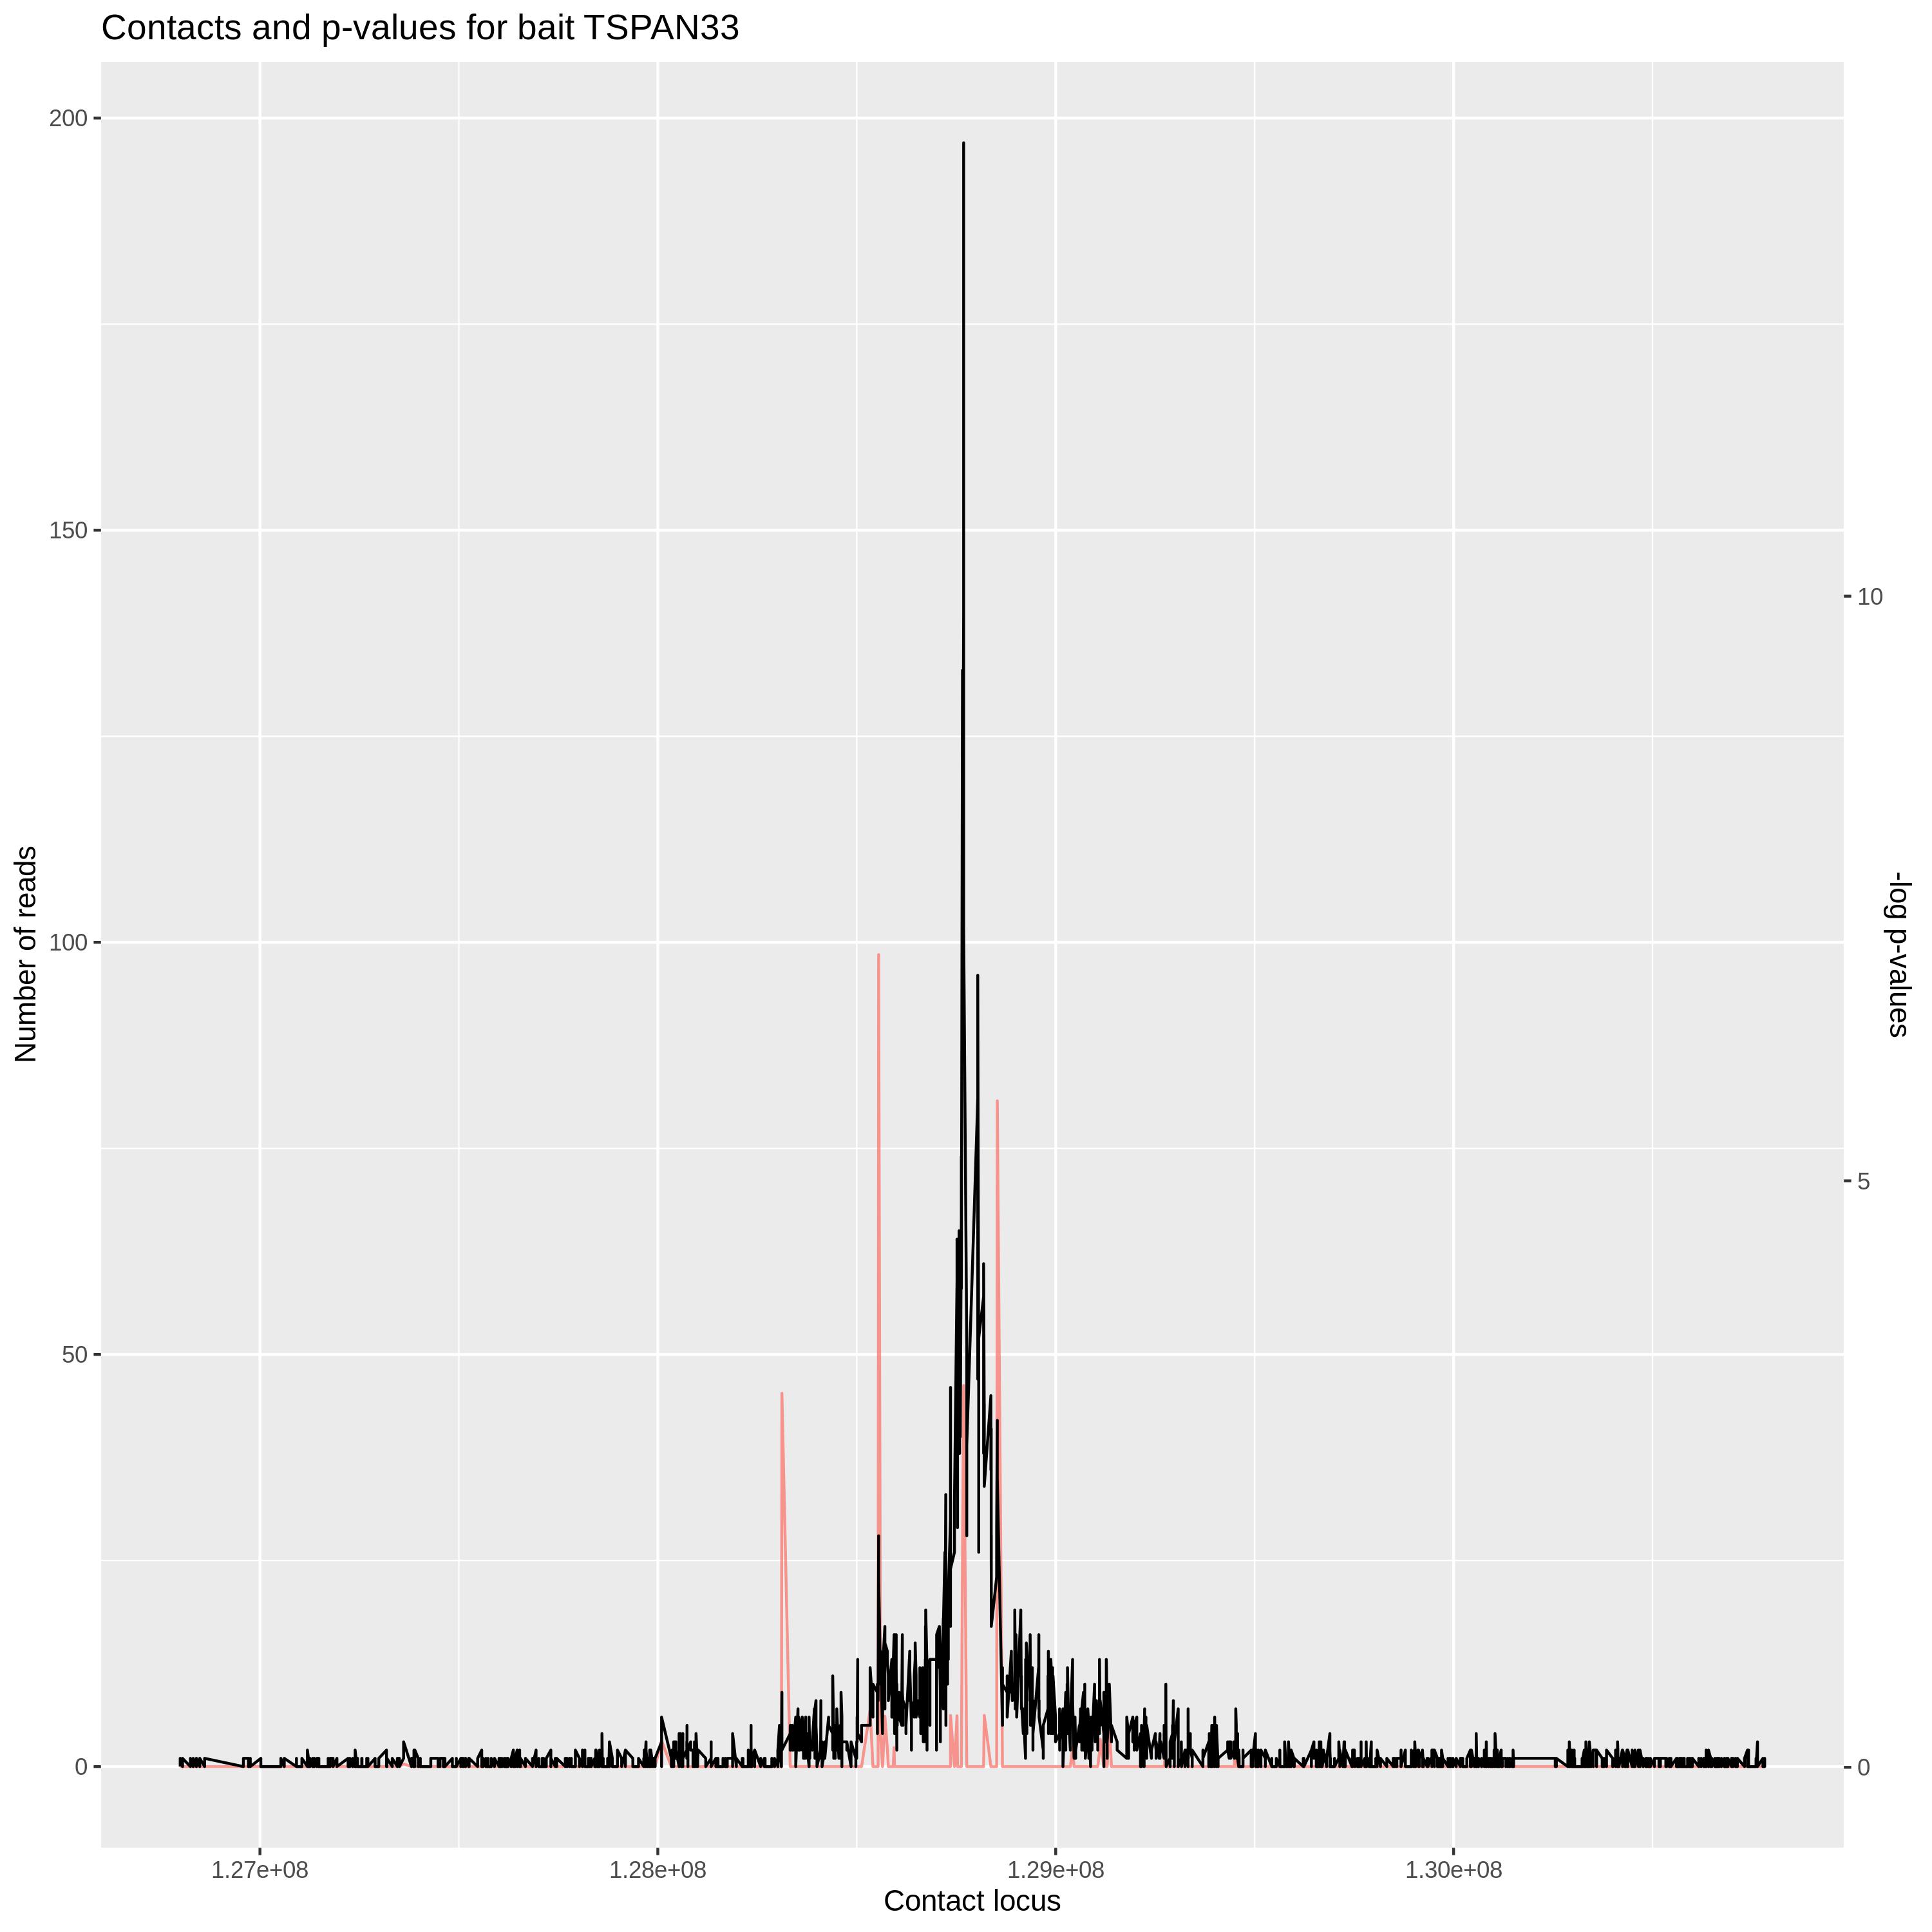 Contacts and p-values for bait TSPAN33
200
150
100
50
0
Number of reads
10
5
0
-log p-values
1.27e+08
1.28e+08
1.29e+08
1.30e+08
Contact locus